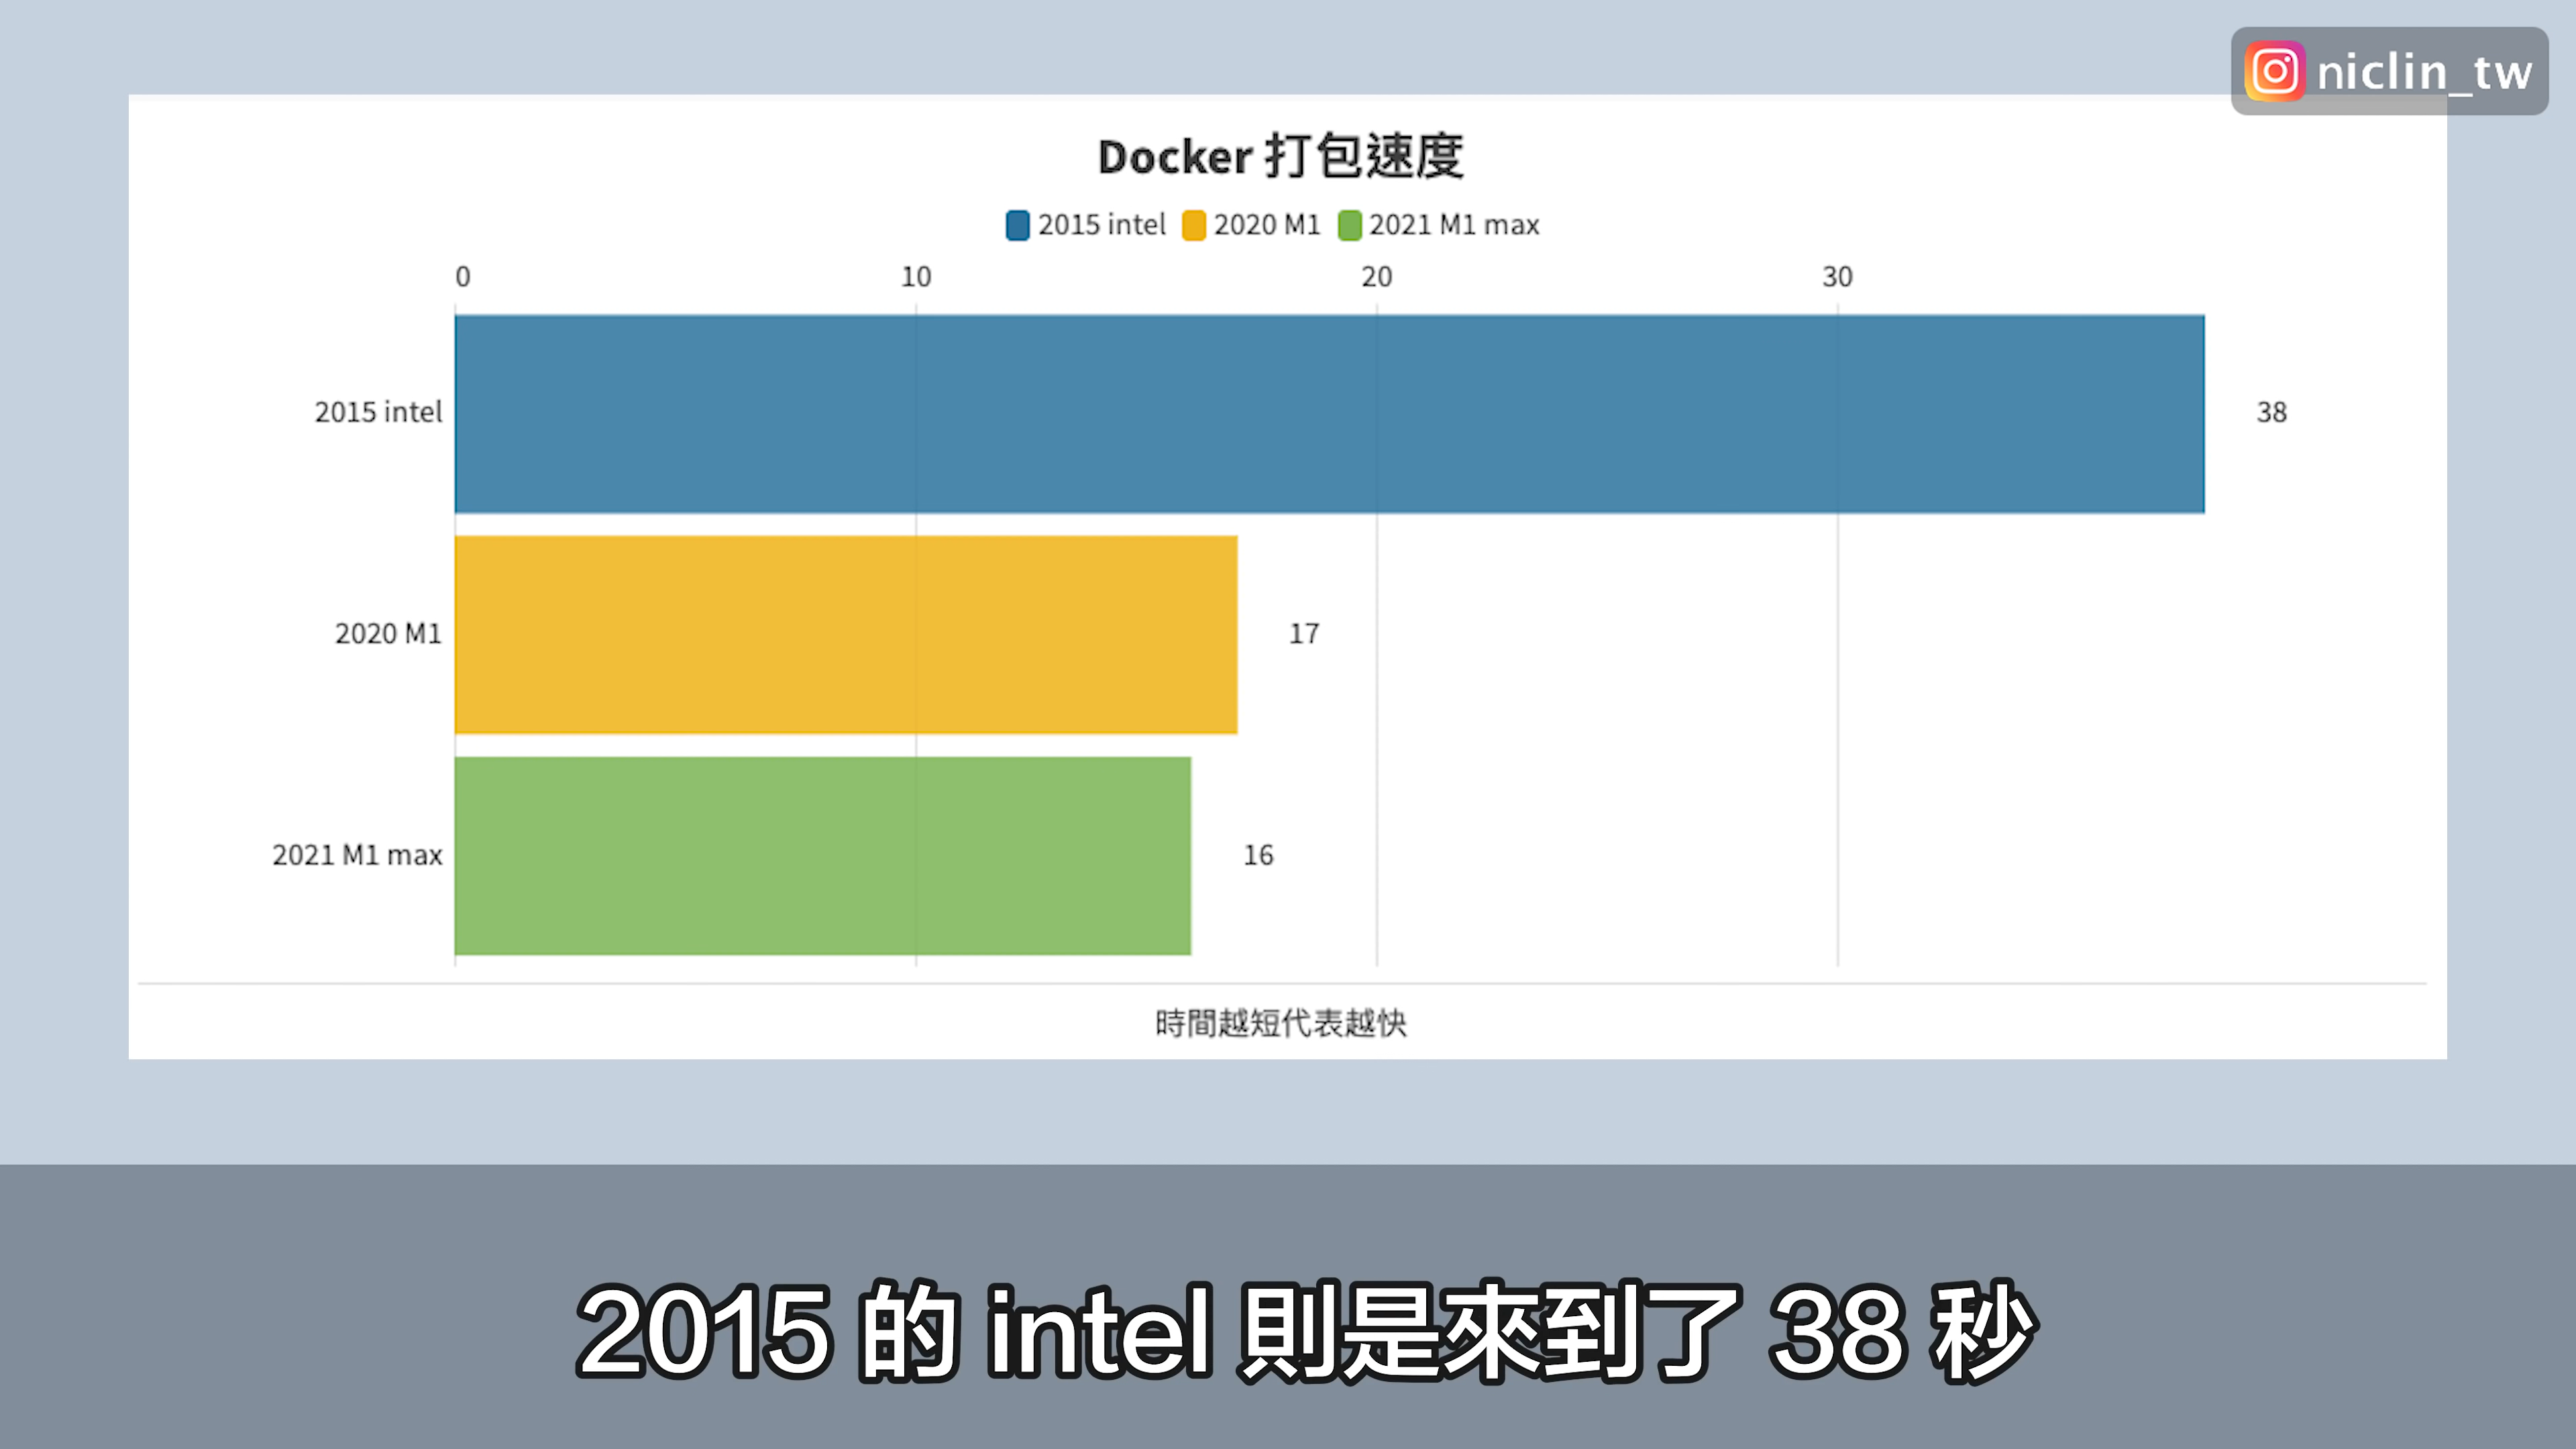 niclin_tw
Docker 打包速度
2015 intel 2020 M1 2021 M1 max
0 10 20 30
2015 intel 38
2020 M1 17
2021 M1 max 16
時間越短代表越快
2015 的 intel 則是來到了 38 秒